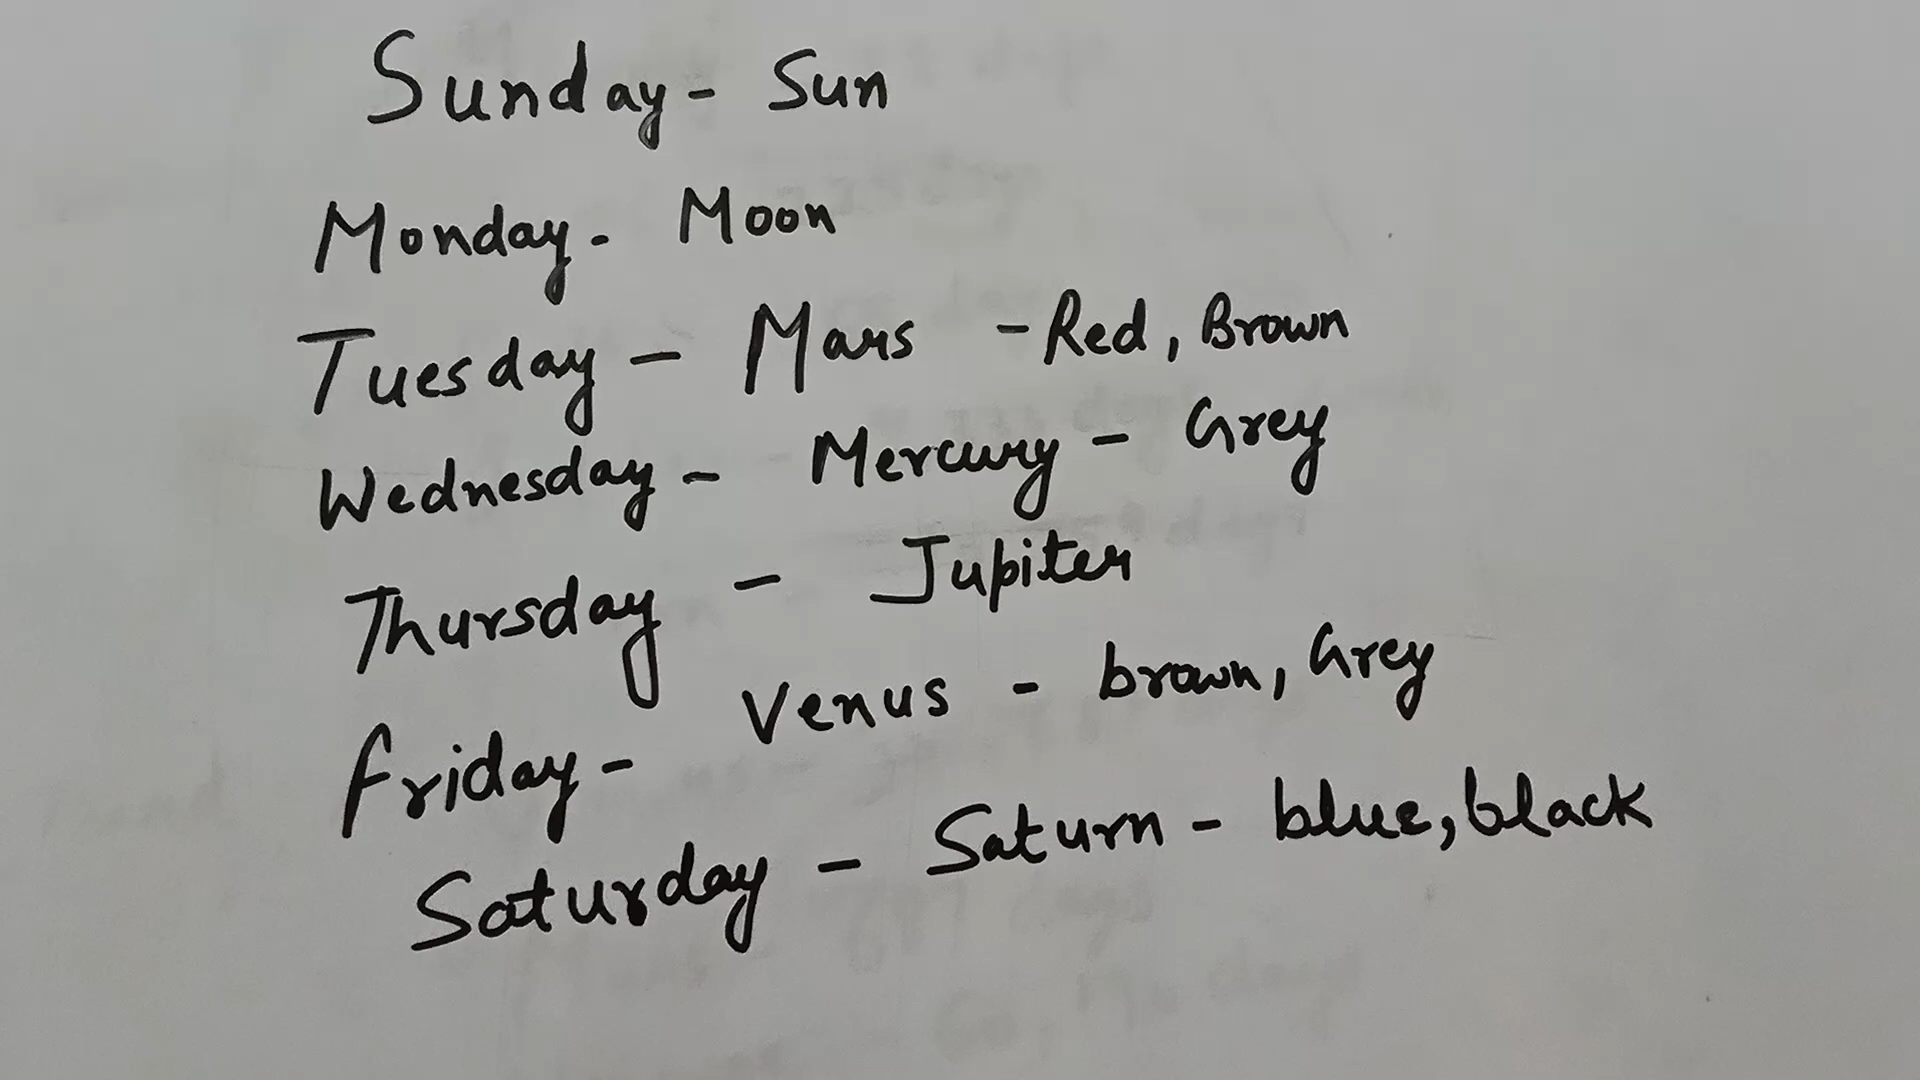 Sunday - Sun
Monday - Moon
Tuesday - Mars - Red, Brown
Wednesday - Mercury - Grey
Thursday - Jupiter
Friday - Venus - brown, Grey
Saturday - Saturn - blue, black